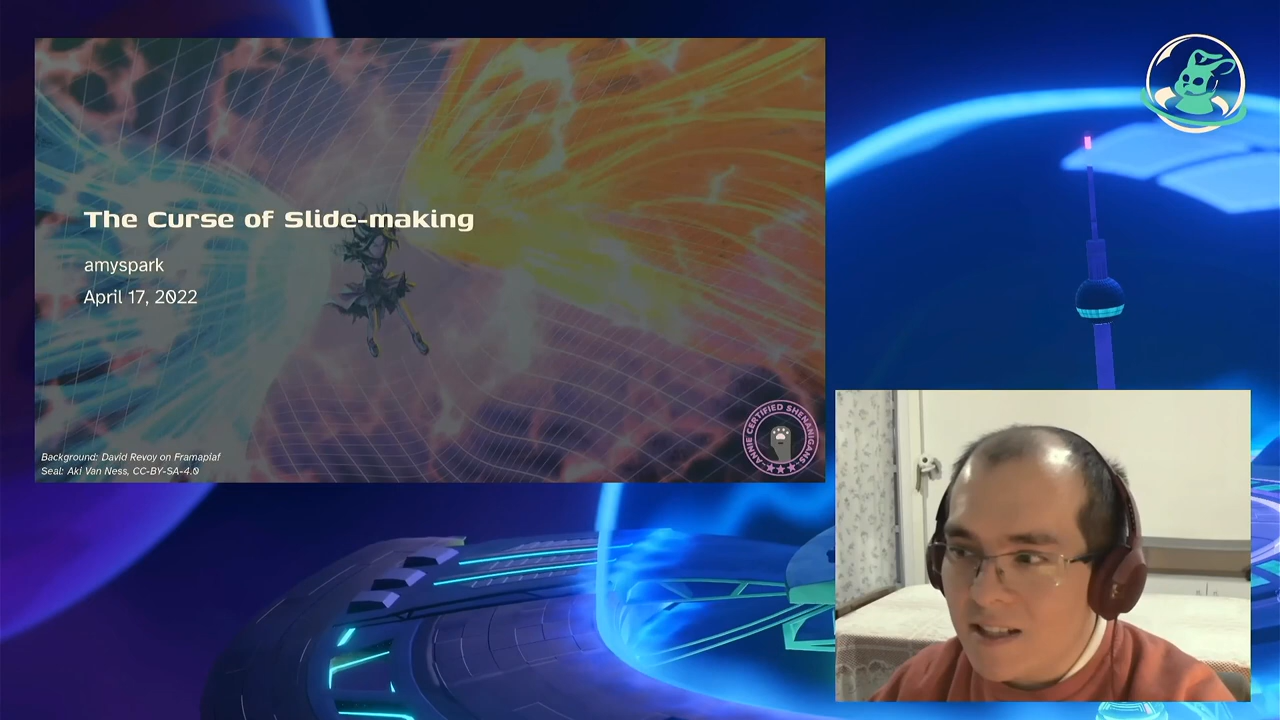 The Curse of Slide-making
amyspark
April 17, 2022
Background: David Revoy on Framapiaf
Seal: Aki Van Ness, CC-BY-SA-4.0
ANNIE CERTIFIED SHENANIGANS